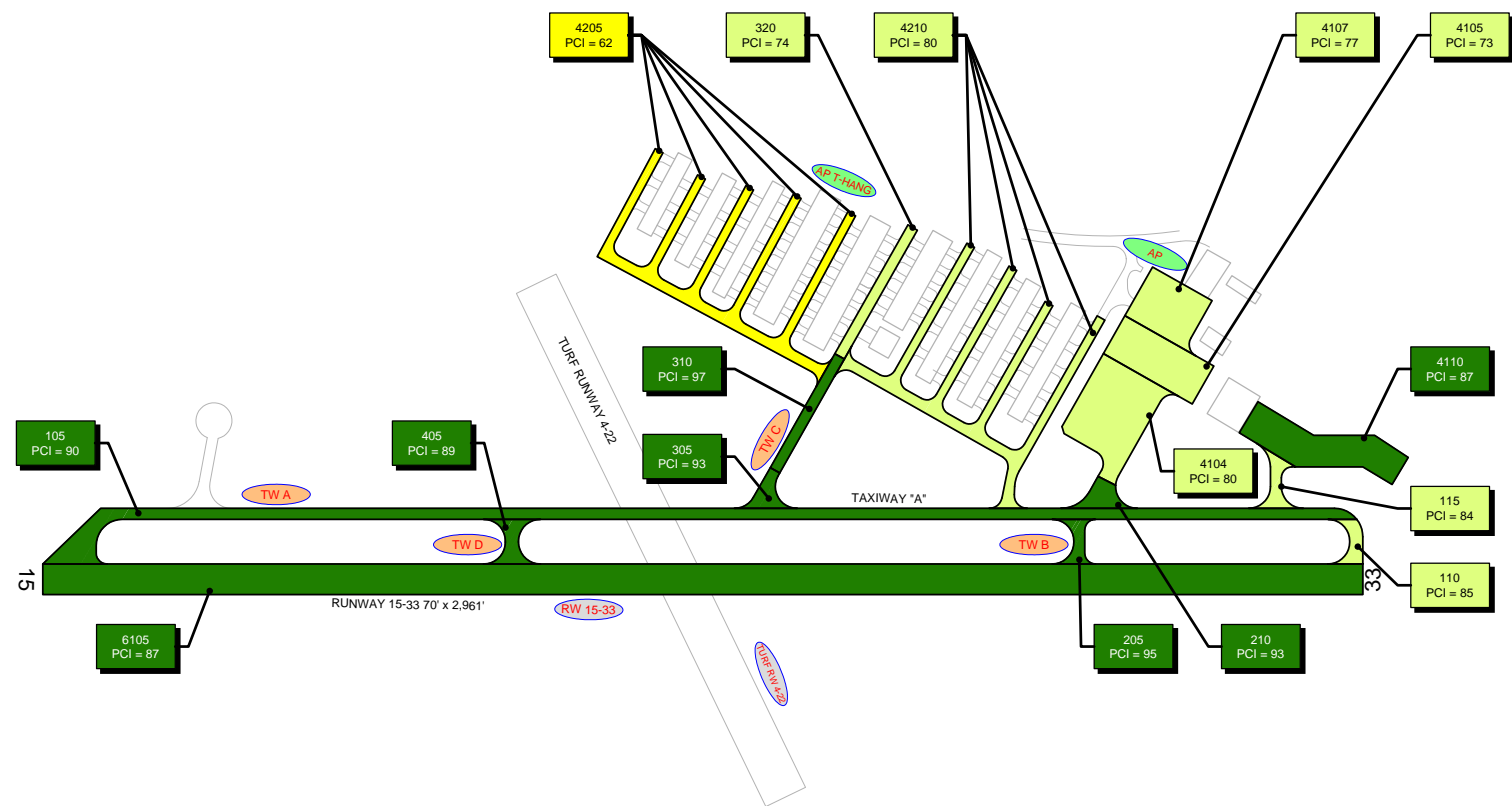 4205
PCI = 62
320
PCI = 74
4210
PCI = 80
4107
PCI = 77
4105
PCI = 73
AP T-HANG
AP
TURF RUNWAY 4-22
310
PCI = 97
4110
PCI = 87
105
PCI = 90
405
PCI = 89
305
PCI = 93
TW C
4104
PCI = 80
TW A
TAXIWAY "A"
115
PCI = 84
TW D
TW B
15
33
110
PCI = 85
RUNWAY 15-33 70' x 2,961'
RW 15-33
6105
PCI = 87
205
PCI = 95
210
PCI = 93
TURF RW 4-22